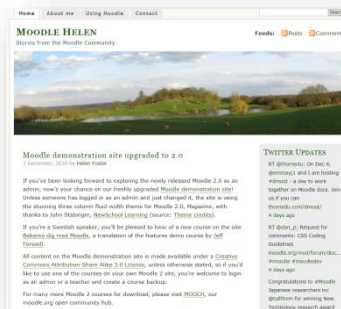 Home About me Using Moodle Contact
MOODLE HELEN
Stories from the Moodle Community
Feeds: Posts Comment
Moodle demonstration site upgraded to 2.0
2 December, 2010 by Helen Foster
If you've been looking forward to exploring the newly released Moodle 2.0 as an
admin, now's your chance on our freshly upgraded Moodle demonstration site!
Unless someone has logged in as an admin and just changed it, the site is using
the stunning three column fluid width theme for Moodle 2.0, Magazine, with
thanks to John Stabinger, NewSchool Learning (source: Theme credits).
If you're a Swedish speaker, you'll be pleased to hear of a new course on the site
Bekanta dig med Moodle, a translation of the features demo course by Jeff
Forssell.
All content on the Moodle demonstration site is made available under a Creative
Commons Attribution-Share Alike 3.0 License, unless otherwise stated, so if you'd
like to use one of the courses on your own Moodle 2 site, you're welcome to login
as an admin or a teacher and create a course backup.
For many more Moodle 2 courses for download, please visit MOOCH, our
moodle.org community hub.
TWITTER UPDATES
RT @thamedu: On Dec 4,
@emmajj1 and I are hosting
#dmoot - a day to work
together on Moodle docs. Join
us if you can
4 days ago
RT @dan_p: Request for
comments: CSS Coding
Guidelines
moodle.org/mod/forum/disc...
#moodle #moodledev
4 days ago
Congratulations to #Moodle
Japanese researchers inc
for winning New
Technology research award